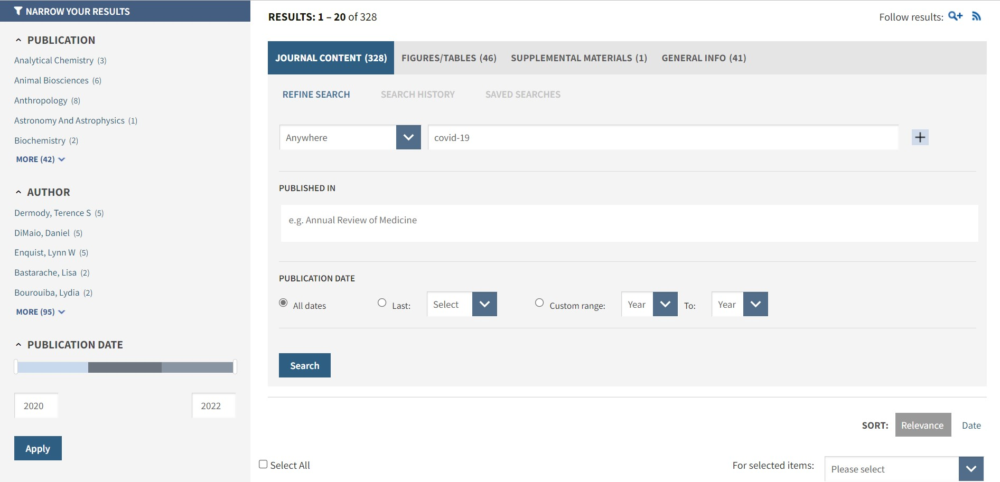 NARROW YOUR RESULTS
PUBLICATION
Analytical Chemistry (3)
Animal Biosciences (6)
Anthropology (8)
Astronomy And Astrophysics (1)
Biochemistry (2)
MORE (42)
AUTHOR
Dermody, Terence S (5)
DiMaio, Daniel (5)
Enquist, Lynn W (5)
Bastarache, Lisa (2)
Bourouiba, Lydia (2)
MORE (95)
PUBLICATION DATE
2020 2022
Apply
RESULTS: 1 – 20 of 328
Follow results:
JOURNAL CONTENT (328) FIGURES/TABLES (46) SUPPLEMENTAL MATERIALS (1) GENERAL INFO (41)
REFINE SEARCH SEARCH HISTORY SAVED SEARCHES
Anywhere covid-19
PUBLISHED IN
e.g. Annual Review of Medicine
PUBLICATION DATE
All dates Last: Select Custom range: Year To: Year
Search
SORT: Relevance Date
Select All For selected items: Please select